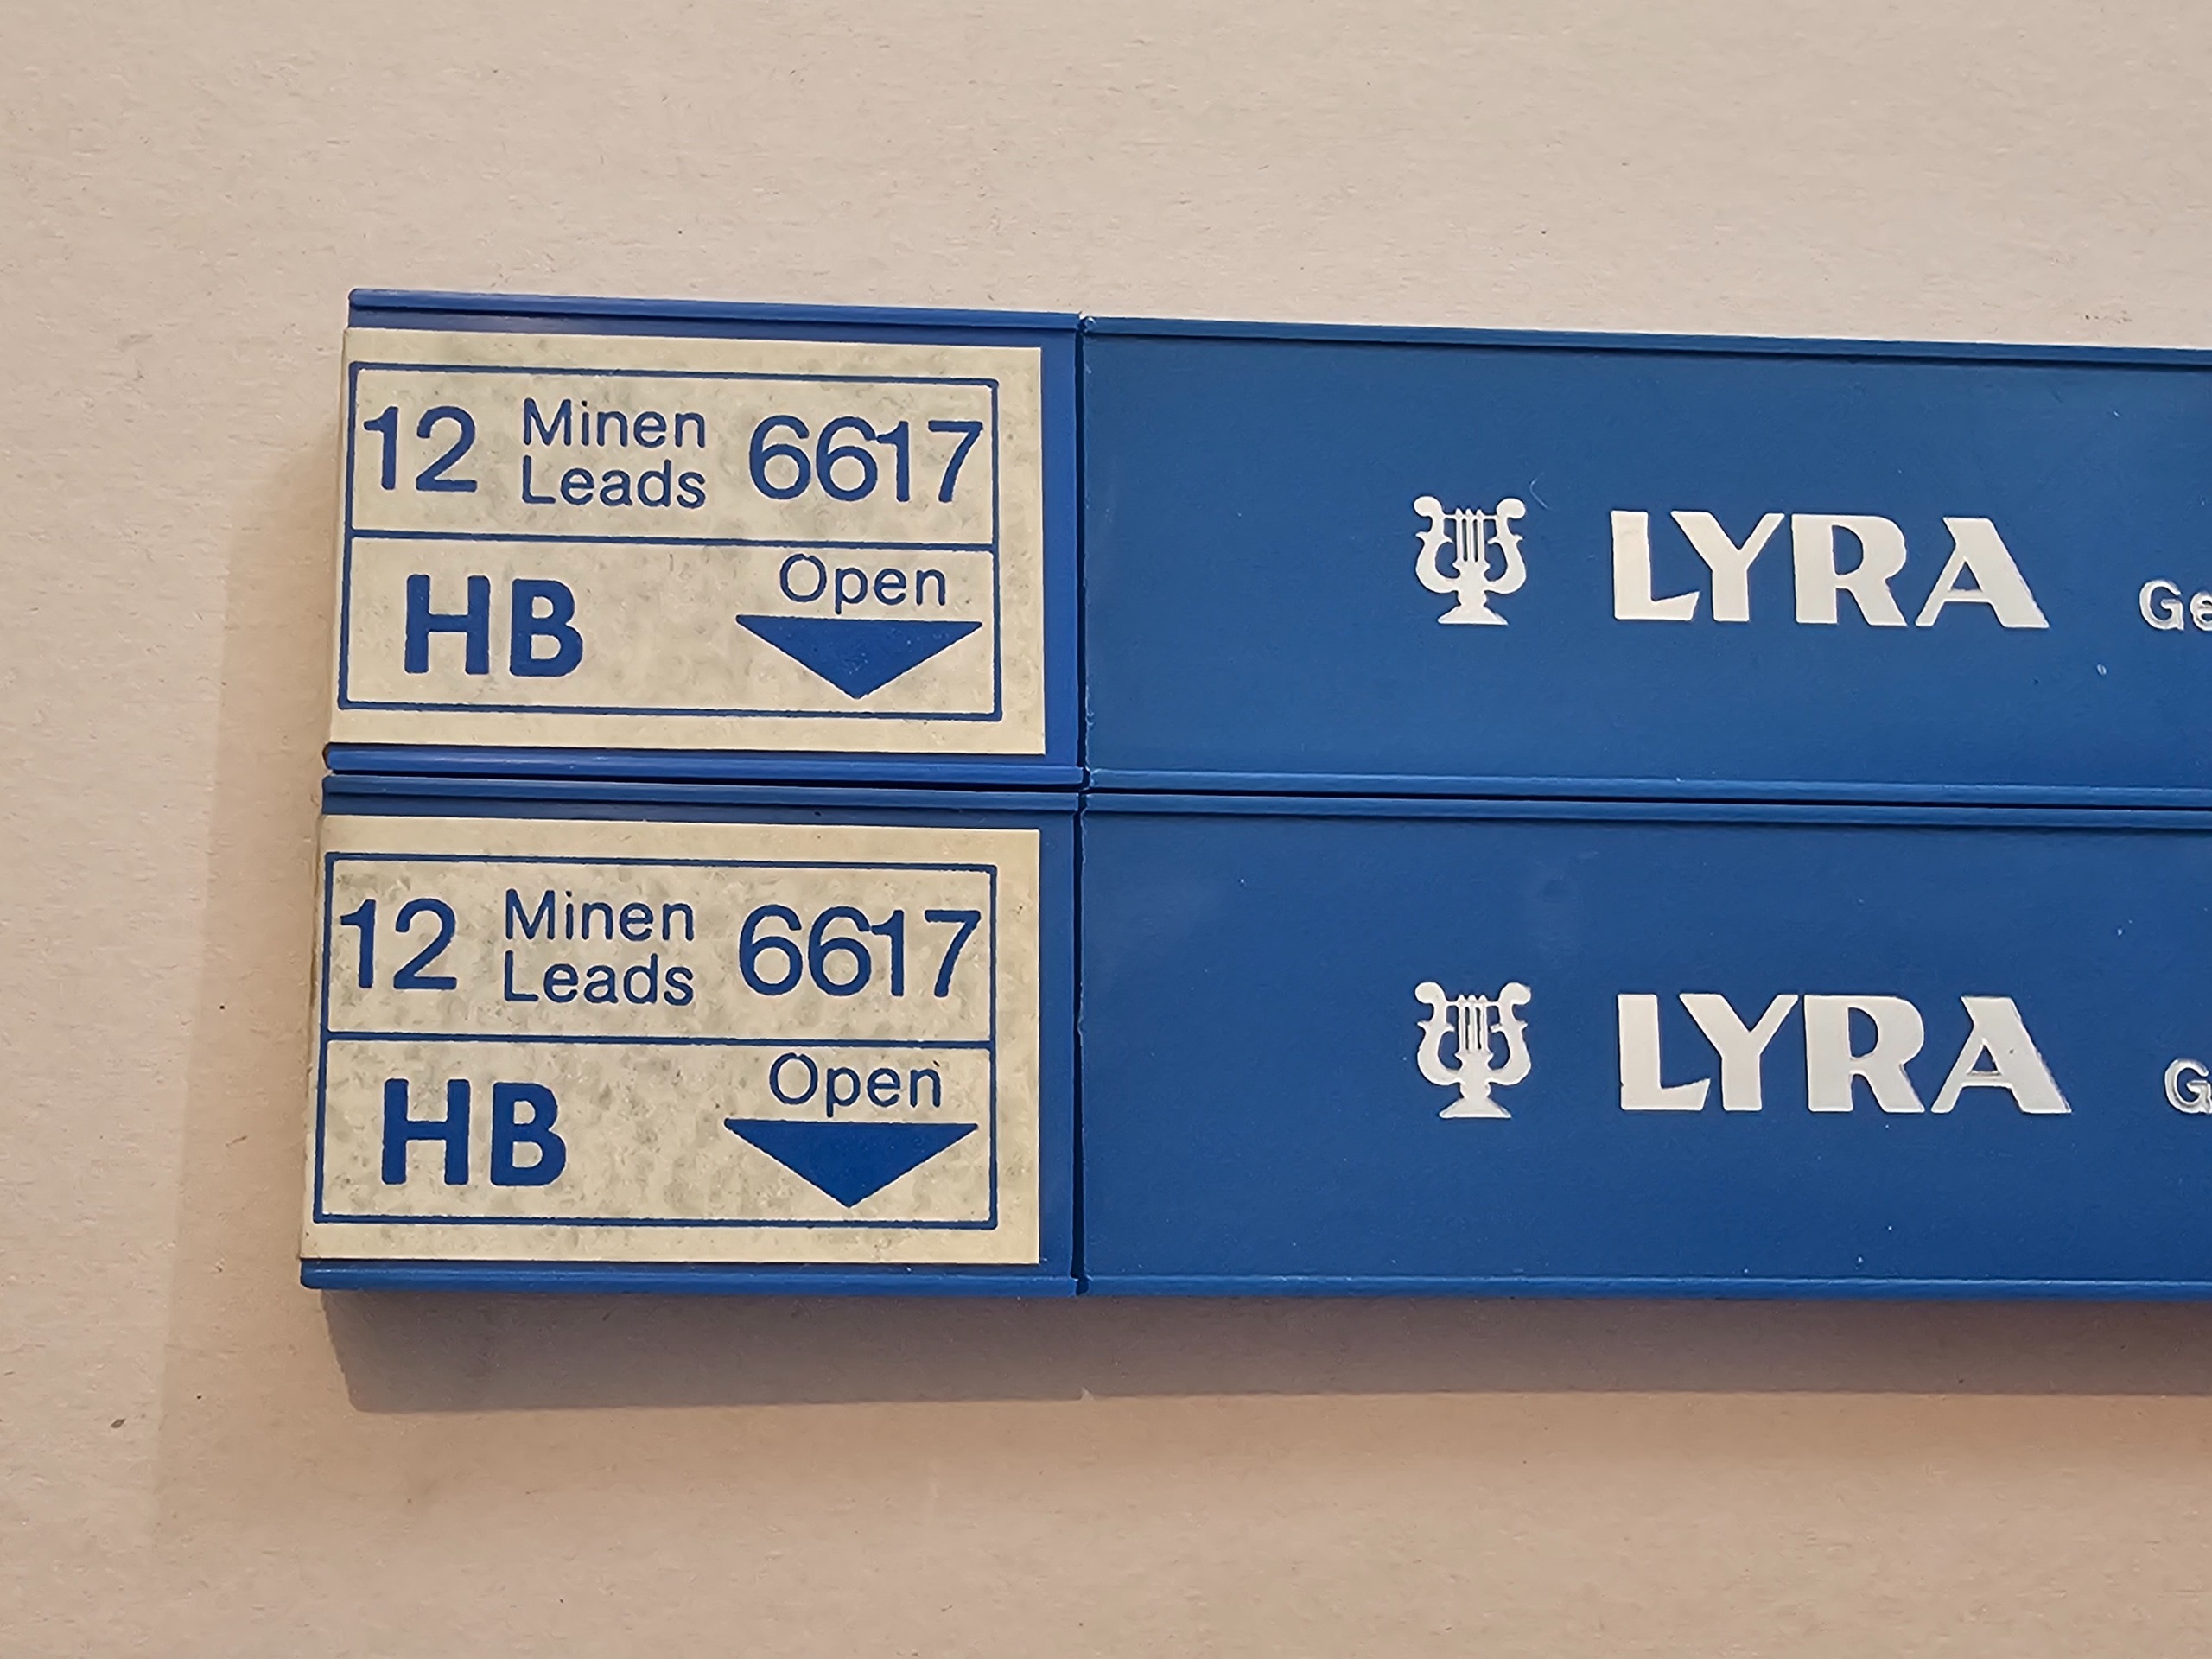 12 Minen Leads 6617
HB Open
LYRA
12 Minen Leads 6617
HB Open
LYRA